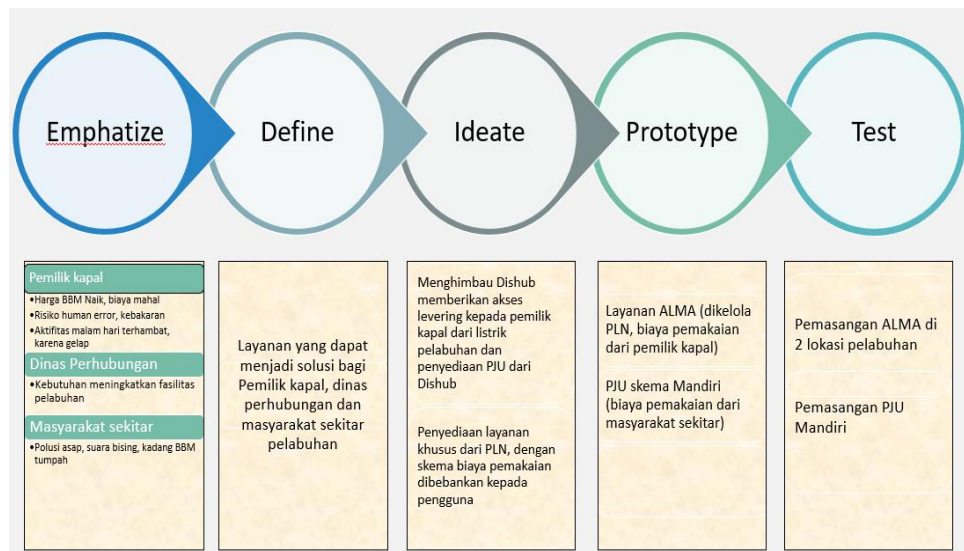 Emphatize
Define
Ideate
Prototype
Test
Pemilik kapal
•Harga BBM Naik, biaya mahal
•Risiko human error, kebakaran
•Aktifitas malam hari terhambat,
karena gelap
Dinas Perhubungan
•Kebutuhan meningkatkan fasilitas
pelabuhan
Masyarakat sekitar
•Polusi asap, suara bising, kadang BBM
tumpah
Layanan yang dapat
menjadi solusi bagi
Pemilik kapal, dinas
perhubungan dan
masyarakat sekitar
pelabuhan
Menghimbau Dishub
memberikan akses
levering kepada pemilik
kapal dari listrik
pelabuhan dan
penyediaan PJU dari
Dishub
Penyediaan layanan
khusus dari PLN, dengan
skema biaya pemakaian
dibebankan kepada
pengguna
Layanan ALMA (dikelola
PLN, biaya pemakaian
dari pemilik kapal)
PJU skema Mandiri
(biaya pemakaian dari
masyarakat sekitar)
Pemasangan ALMA di
2 lokasi pelabuhan
Pemasangan PJU
Mandiri